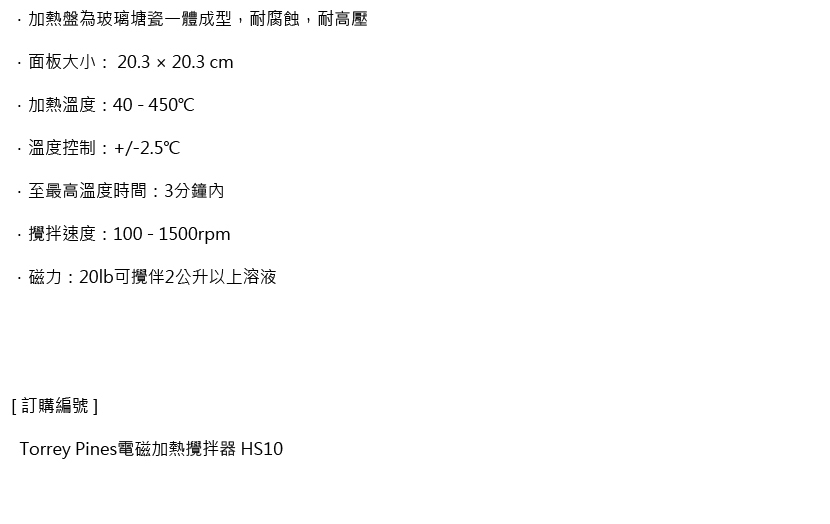 ．加熱盤為玻璃塘瓷一體成型，耐腐蝕，耐高壓
．面板大小： 20.3 × 20.3 cm
．加熱溫度：40 - 450℃
．溫度控制：+/-2.5℃
．至最高溫度時間：3分鐘內
．攪拌速度：100 - 1500rpm
．磁力：20lb可攪伴2公升以上溶液
[ 訂購編號 ]
Torrey Pines電磁加熱攪拌器 HS10